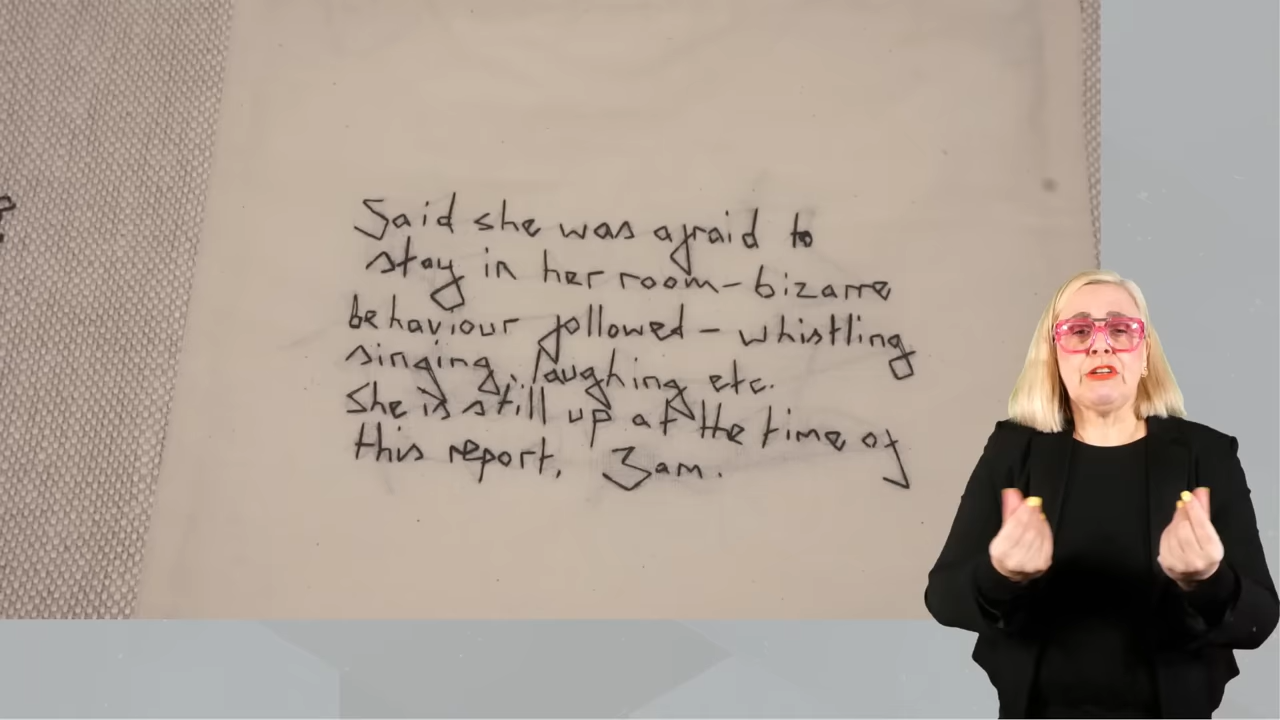 Said she was afraid to
stay in her room - bizarre
behaviour followed - whistling
singing, laughing etc.
She is still up at the time of
this report. 3am.